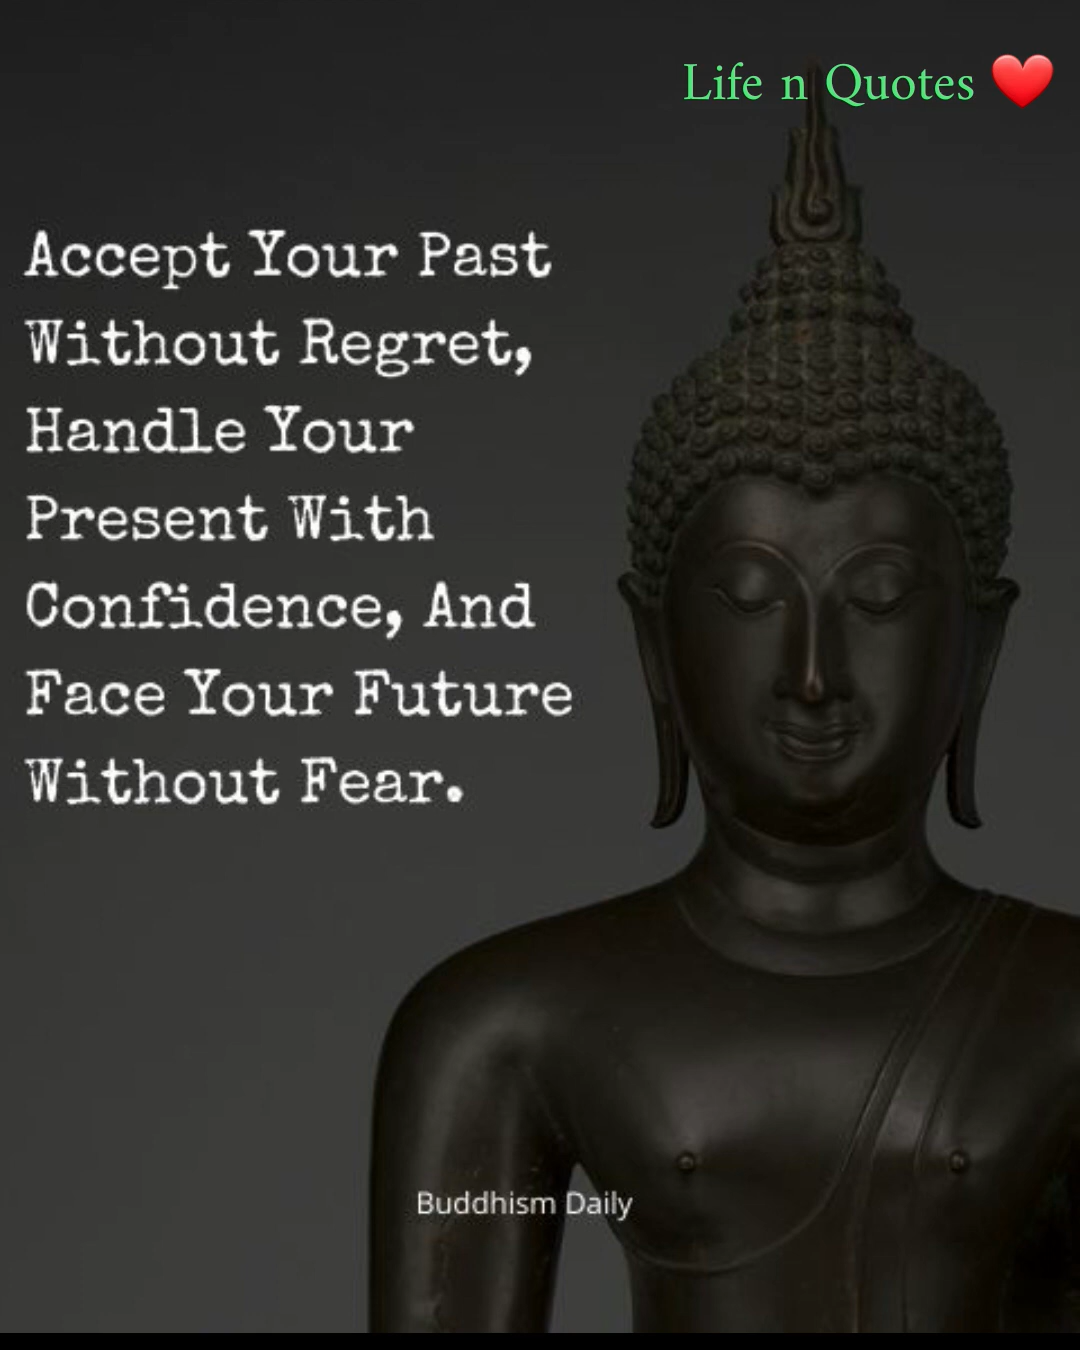 Life n Quotes ❤️
Accept Your Past
Without Regret,
Handle Your
Present With
Confidence, And
Face Your Future
Without Fear.
Buddhism Daily